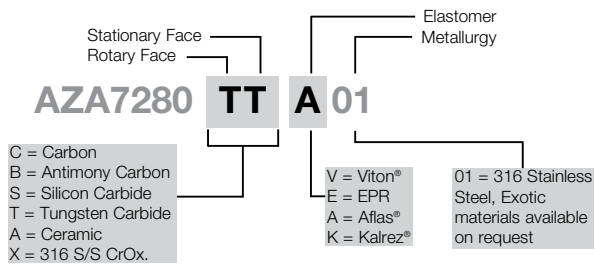 Elastomer
Stationary Face
Metallurgy
Rotary Face
AZA7280 TT A 01
C = Carbon
B = Antimony Carbon
S = Silicon Carbide
T = Tungsten Carbide
A = Ceramic
X = 316 S/S CrOx.
V = Viton®
E = EPR
A = Aflas®
K = Kalrez®
01 = 316 Stainless
Steel, Exotic
materials available
on request